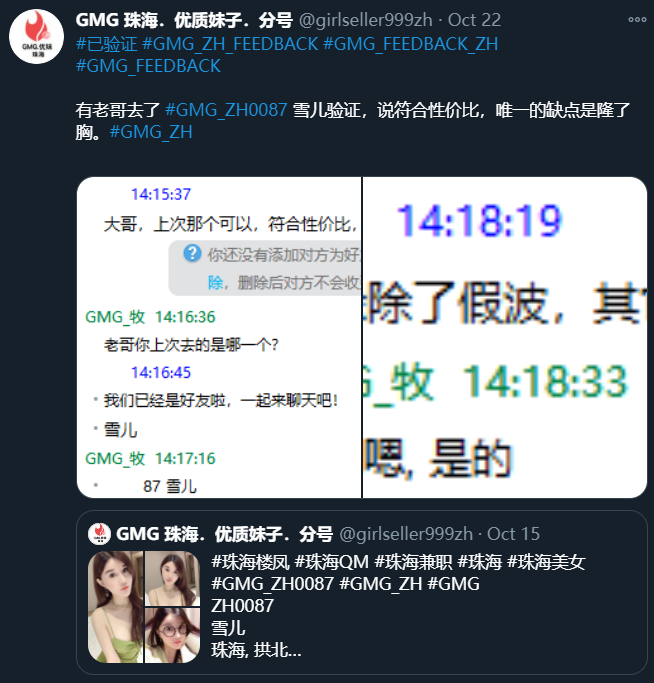 GMG 珠海．优质妹子．分号 @girlseller999zh · Oct 22
GMG.优妹
珠海
#已验证 #GMG_ZH_FEEDBACK #GMG_FEEDBACK_ZH
#GMG_FEEDBACK
有老哥去了 #GMG_ZH0087 雪儿验证，说符合性价比，唯一的缺点是隆了
胸。#GMG_ZH
14:15:37
大哥，上次那个可以，符合性价比，
你还没有添加对方为好
除，删除后对方不会收
GMG_牧 14:16:36
老哥你上次去的是哪一个？
14:16:45
我们已经是好友啦，一起来聊天吧！
雪儿
GMG_牧 14:17:16
87 雪儿
14:18:19
除了假波，其
G_牧 14:18:33
嗯, 是的
GMG 珠海．优质妹子．分号 @girlseller999zh · Oct 15
#珠海楼凤 #珠海QM #珠海兼职 #珠海 #珠海美女
#GMG_ZH0087 #GMG_ZH #GMG
ZH0087
雪儿
珠海, 拱北...